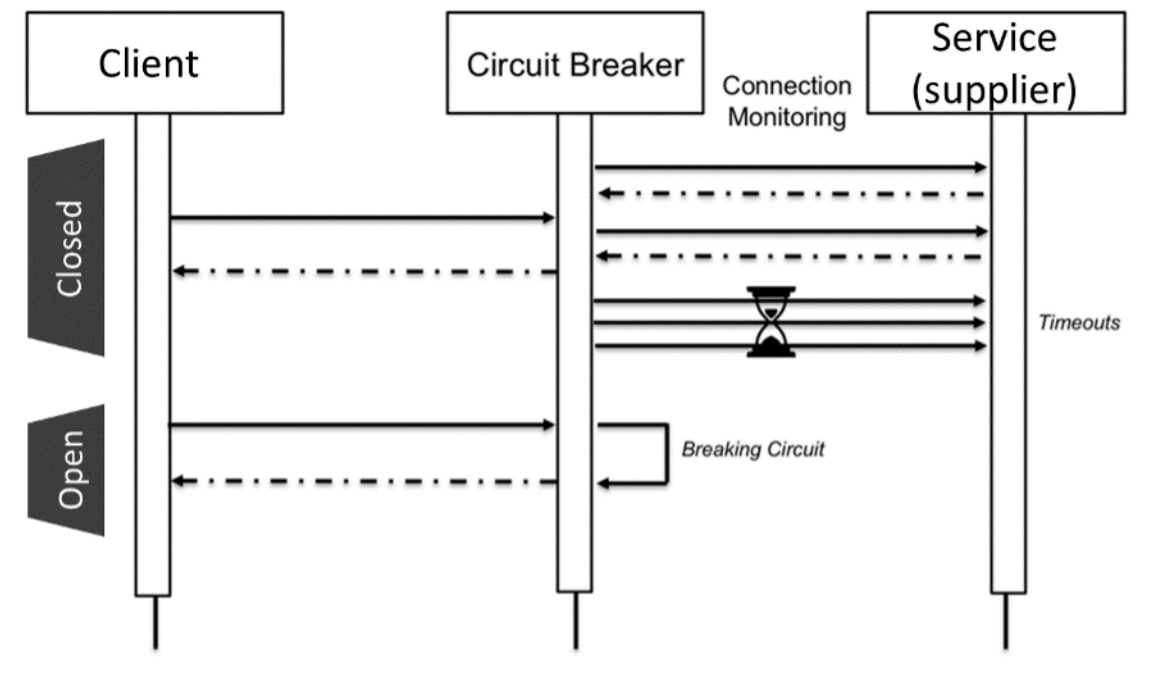 Client
Circuit Breaker
Connection
Monitoring
Service
(supplier)
Closed
Timeouts
Open
Breaking Circuit